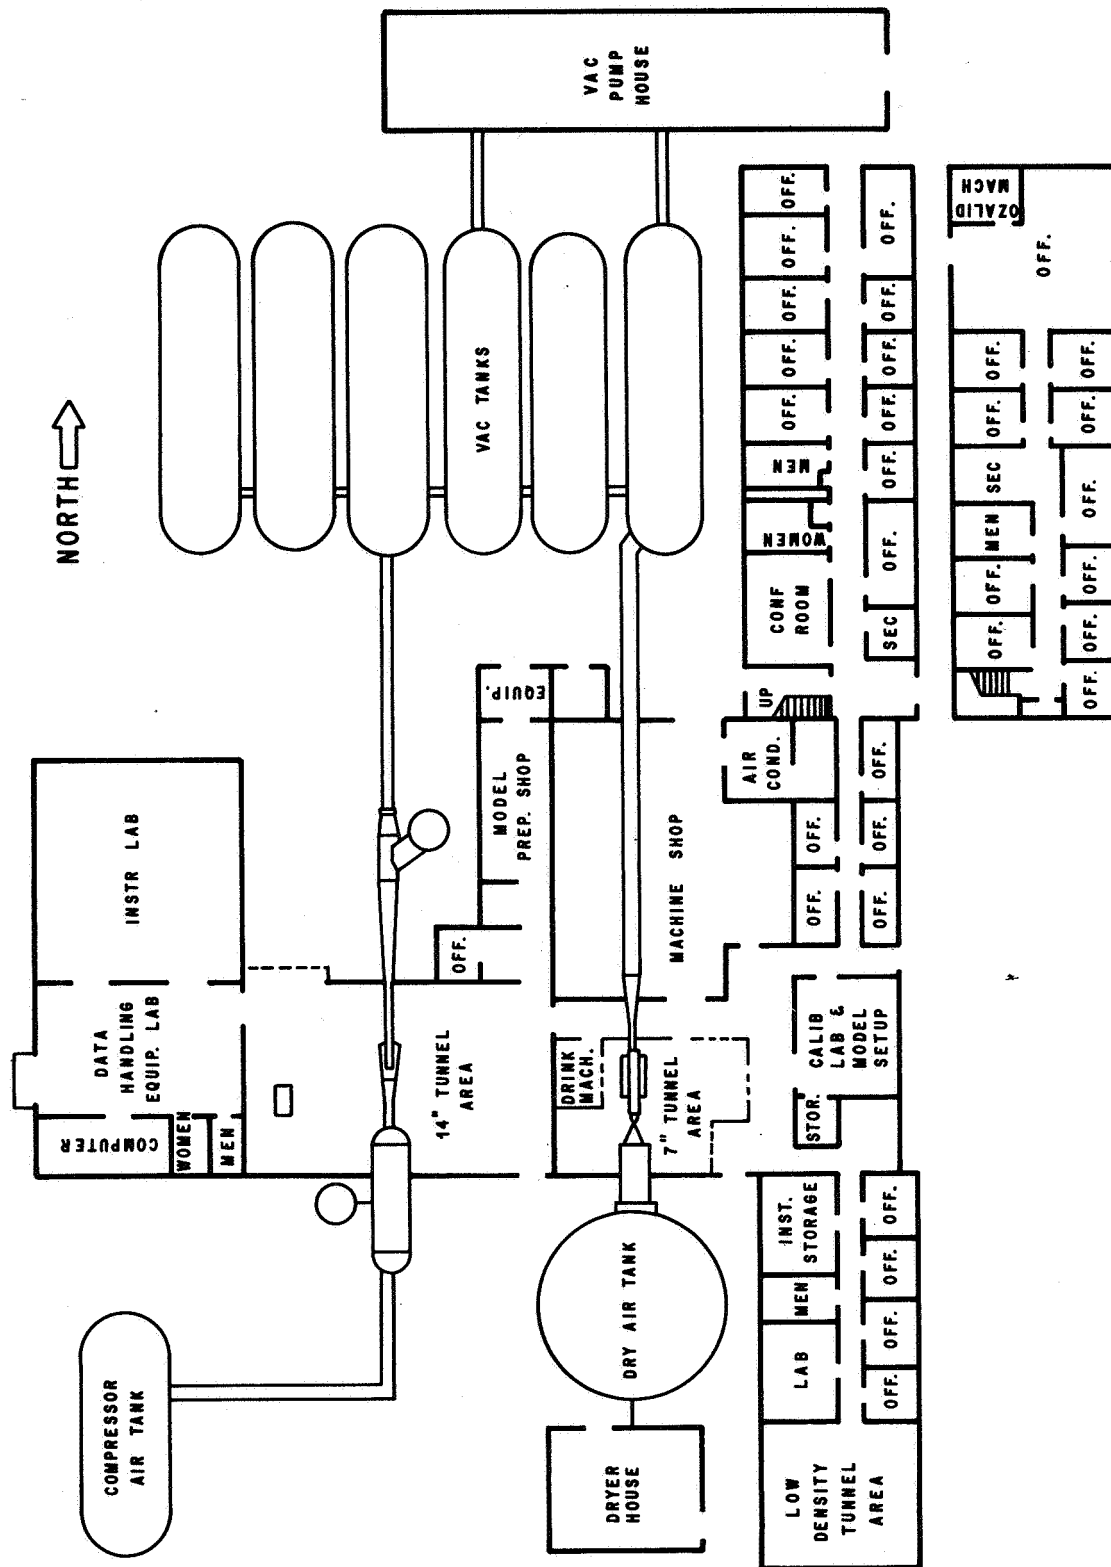 NORTH
COMPRESSOR
AIR TANK
COMPUTER
WOMEN
MEN
DATA
HANDLING
EQUIP. LAB
INSTR LAB
14" TUNNEL
AREA
OFF.
MODEL
PREP. SHOP
EQUIP.
VAC TANKS
VAC
PUMP
HOUSE
DRYER
HOUSE
DRY AIR TANK
DRINK
MACH.
7" TUNNEL
AREA
MACHINE SHOP
AIR
COND.
UP
CONF
ROOM
WOMEN
MEN
OFF.
OFF.
OFF.
OFF.
OFF.
LOW
DENSITY
TUNNEL
AREA
LAB
MEN
INST.
STORAGE
STOR.
CALIB
LAB &
MODEL
SETUP
OFF.
OFF.
OFF.
OFF.
OFF.
OFF.
OFF.
OFF.
OFF.
SEC
OFF.
OFF.
OFF.
OFF.
OFF.
OFF.
OFF.
OFF.
MEN
SEC
OFF.
OFF.
OZALID
MACH
OFF.
OFF.
OFF.
OFF.
OFF.
OFF.
OFF.